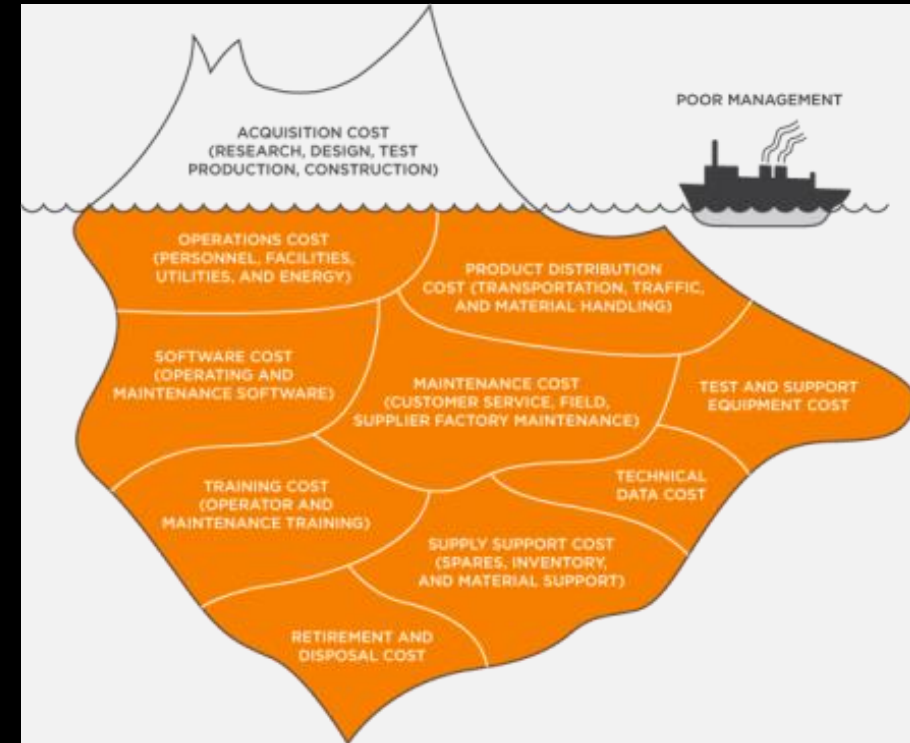 POOR MANAGEMENT
ACQUISITION COST
(RESEARCH, DESIGN, TEST
PRODUCTION, CONSTRUCTION)
OPERATIONS COST
(PERSONNEL, FACILITIES,
UTILITIES, AND ENERGY)
PRODUCT DISTRIBUTION
COST (TRANSPORTATION, TRAFFIC,
AND MATERIAL HANDLING)
SOFTWARE COST
(OPERATING AND
MAINTENANCE SOFTWARE)
MAINTENANCE COST
(CUSTOMER SERVICE, FIELD,
SUPPLIER FACTORY MAINTENANCE)
TEST AND SUPPORT
EQUIPMENT COST
TRAINING COST
(OPERATOR AND
MAINTENANCE TRAINING)
TECHNICAL
DATA COST
SUPPLY SUPPORT COST
(SPARES, INVENTORY,
AND MATERIAL SUPPORT)
RETIREMENT AND
DISPOSAL COST